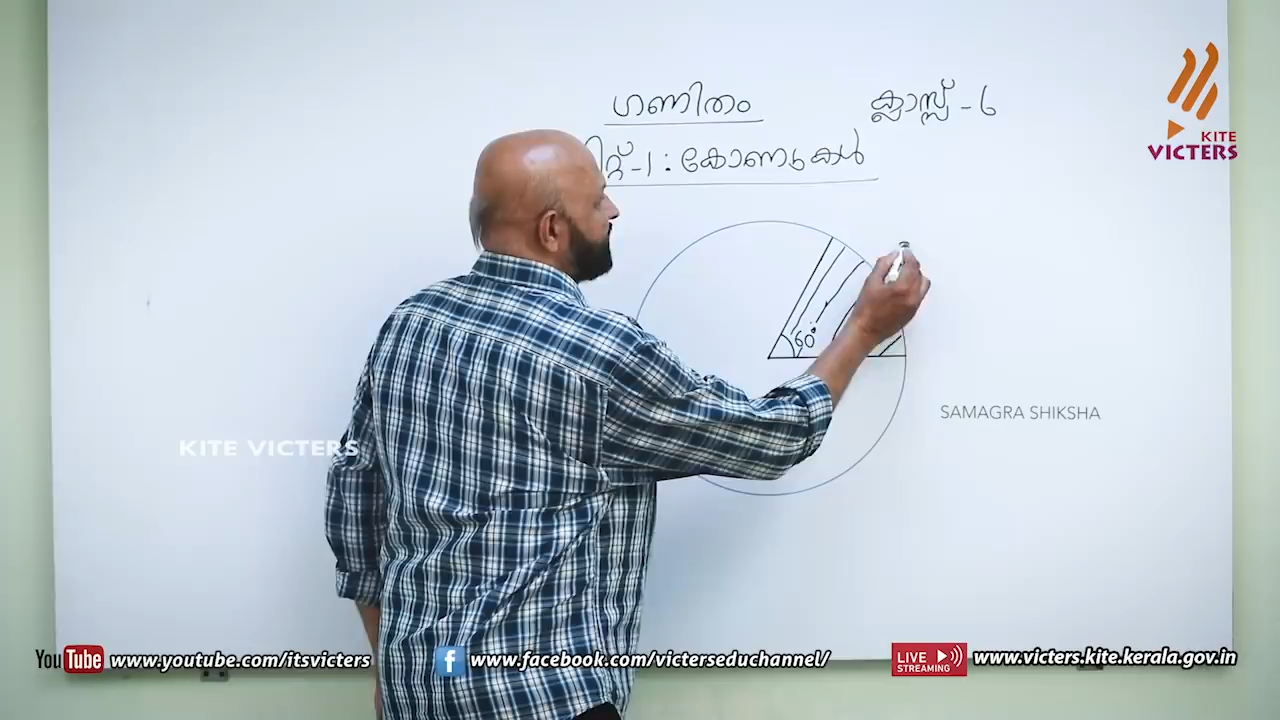 ഗണിതം
ക്ലാസ്സ് - 6
റ്റ്-1 : കോണുകൾ
60°
KITE
VICTERS
SAMAGRA SHIKSHA
KITE VICTERS
YouTube www.youtube.com/itsvicters
f www.facebook.com/victerseduchannel/
LIVE STREAMING www.victers.kite.kerala.gov.in